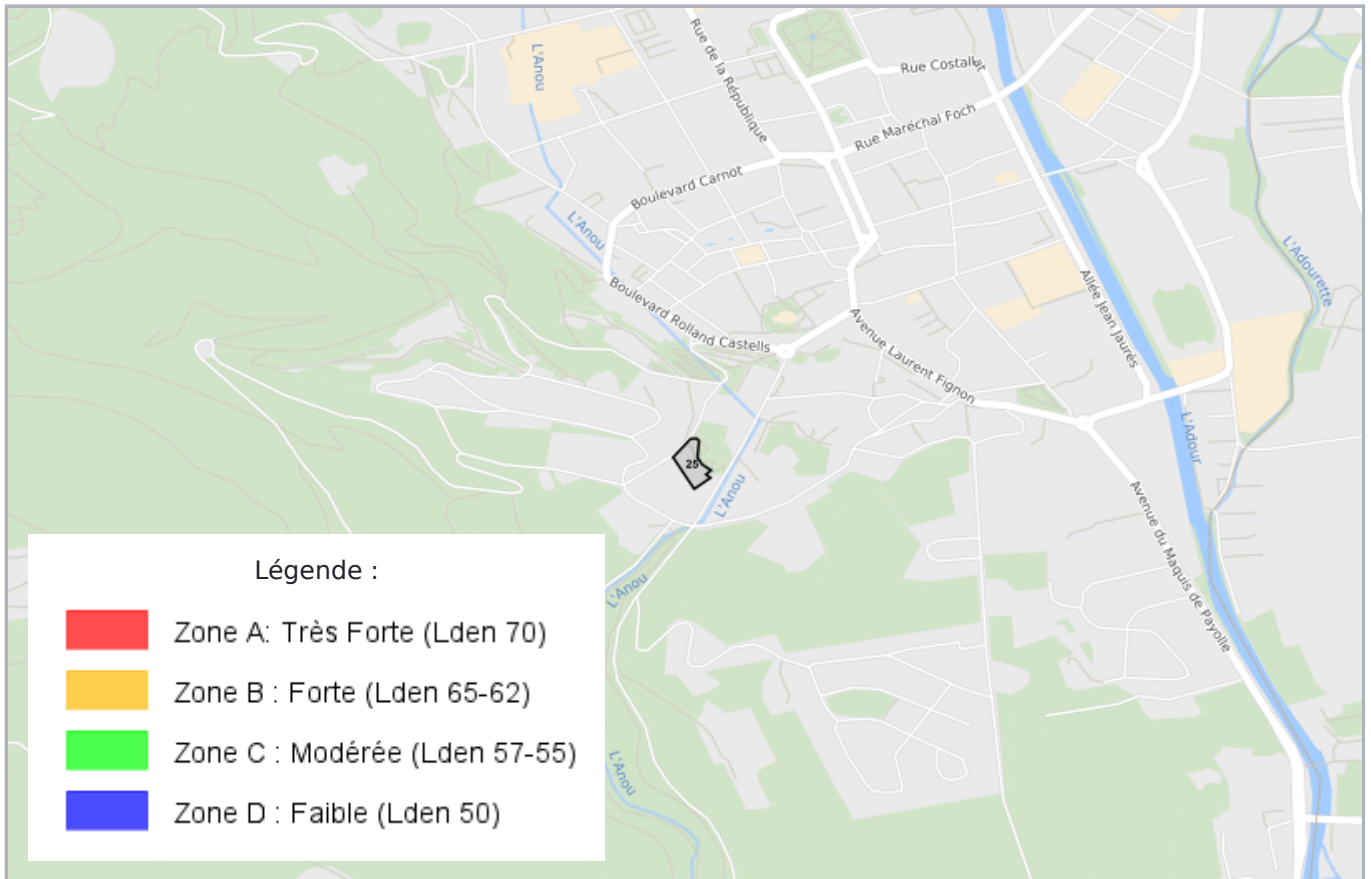 L'Anou
Rue de la République
Rue Costallat
Rue Maréchal Foch
Boulevard Carnot
L'Anou
L'Adourette
Boulevard Rolland Castells
Avenue Laurent Fignon
Allée Jean Jaurès
25
L'Adour
L'Anou
Avenue du Maquis de Payolle
L'Anou
L'Anou
Légende :
Zone A: Très Forte (Lden 70)
Zone B : Forte (Lden 65-62)
Zone C : Modérée (Lden 57-55)
Zone D : Faible (Lden 50)